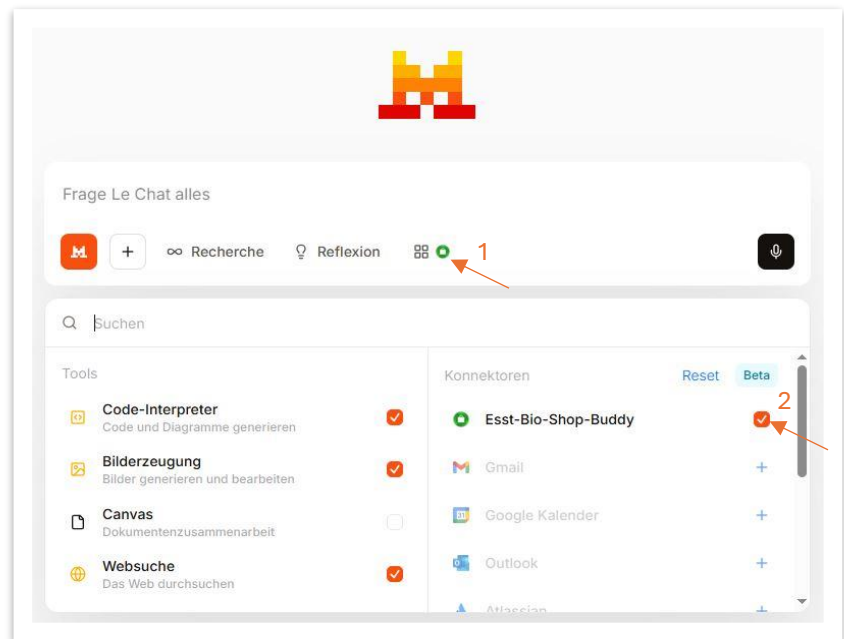 Frage Le Chat alles
Recherche Reflexion 1
Suchen
Tools
Code-Interpreter
Code und Diagramme generieren
Bilderzeugung
Bilder generieren und bearbeiten
Canvas
Dokumentenzusammenarbeit
Websuche
Das Web durchsuchen
Konnektoren Reset Beta
2
Esst-Bio-Shop-Buddy
Gmail
Google Kalender
Outlook
Atlassian